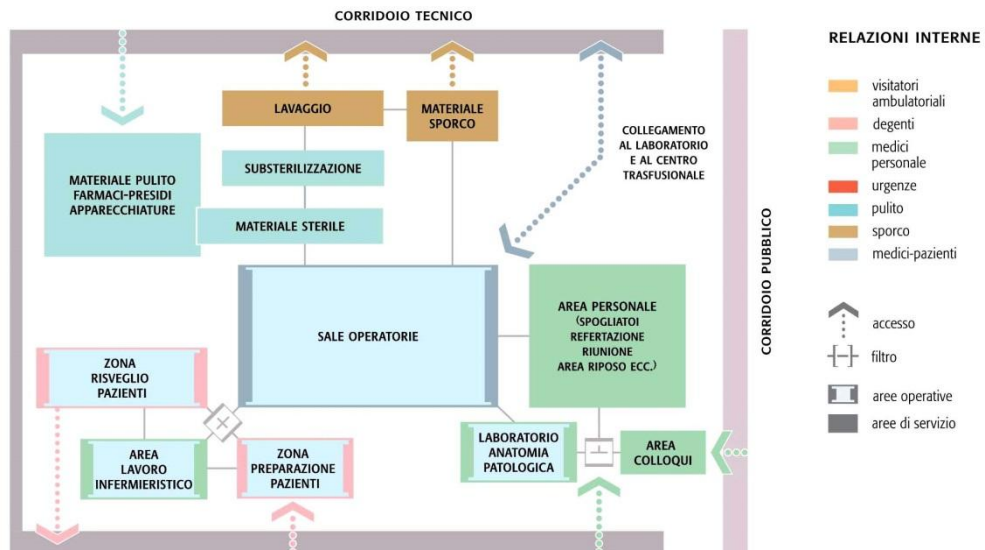 CORRIDOIO TECNICO
LAVAGGIO
MATERIALE
SPORCO
SUBSTERILIZZAZIONE
MATERIALE PULITO
FARMACI-PRESIDI
APPARECCHIATURE
MATERIALE STERILE
COLLEGAMENTO
AL LABORATORIO
E AL CENTRO
TRASFUSIONALE
SALE OPERATORIE
AREA PERSONALE
(SPOGLIATOI
REFERTAZIONE
RIUNIONE
AREA RIPOSO ECC.)
ZONA
RISVEGLIO
PAZIENTI
AREA
LAVORO
INFERMIERISTICO
ZONA
PREPARAZIONE
PAZIENTI
LABORATORIO
ANATOMIA
PATOLOGICA
AREA
COLLOQUI
CORRIDOIO PUBBLICO
RELAZIONI INTERNE
visitatori
ambulatoriali
degenti
medici
personale
urgenze
pulito
sporco
medici-pazienti
accesso
filtro
aree operative
aree di servizio